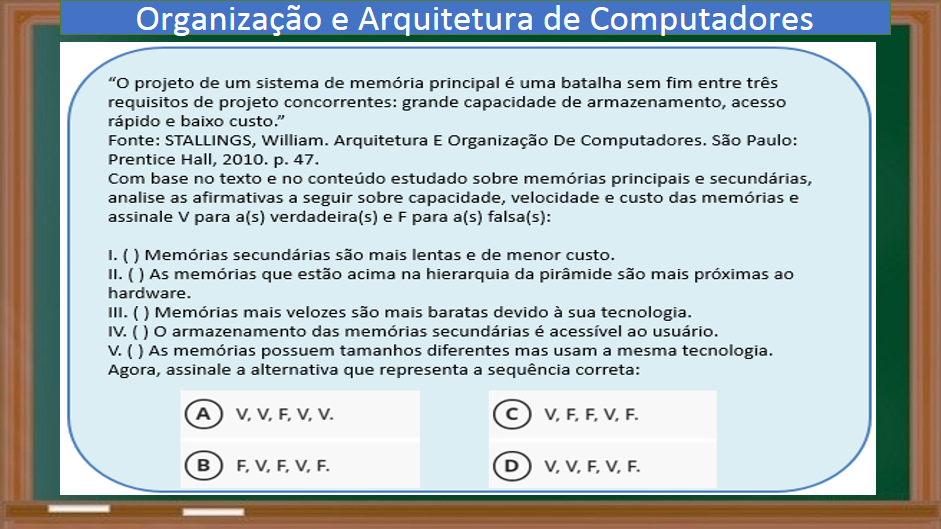 Organização e Arquitetura de Computadores
“O projeto de um sistema de memória principal é uma batalha sem fim entre três
requisitos de projeto concorrentes: grande capacidade de armazenamento, acesso
rápido e baixo custo.”
Fonte: STALLINGS, William. Arquitetura E Organização De Computadores. São Paulo:
Prentice Hall, 2010. p. 47.
Com base no texto e no conteúdo estudado sobre memórias principais e secundárias,
analise as afirmativas a seguir sobre capacidade, velocidade e custo das memórias e
assinale V para a(s) verdadeira(s) e F para a(s) falsa(s):
I. ( ) Memórias secundárias são mais lentas e de menor custo.
II. ( ) As memórias que estão acima na hierarquia da pirâmide são mais próximas ao
hardware.
III. ( ) Memórias mais velozes são mais baratas devido à sua tecnologia.
IV. ( ) O armazenamento das memórias secundárias é acessível ao usuário.
V. ( ) As memórias possuem tamanhos diferentes mas usam a mesma tecnologia.
Agora, assinale a alternativa que representa a sequência correta:
A V, V, F, V, V.
B F, V, F, V, F.
C V, F, F, V, F.
D V, V, F, V, F.